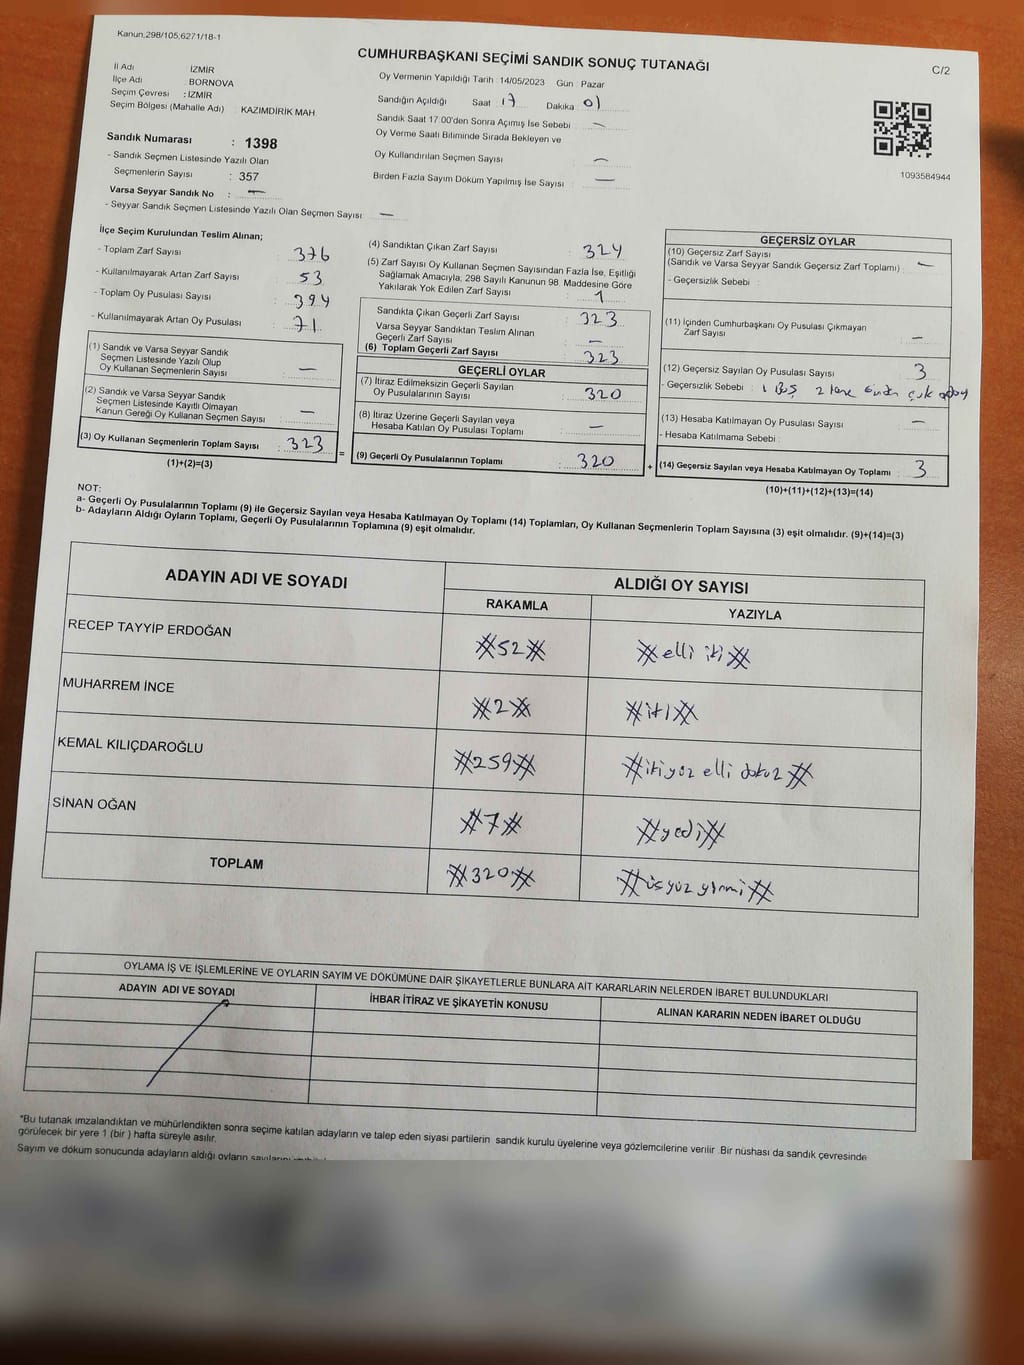 Kanun,298/105,6271/18-1
CUMHURBAŞKANI SEÇİMİ SANDIK SONUÇ TUTANAĞI
C/2
İl Adı İZMİR
İlçe Adı : BORNOVA
Seçim Çevresi : İZMİR
Seçim Bölgesi (Mahalle Adı) KAZIMDİRİK MAH.
Oy Vermenin Yapıldığı Tarih : 14/05/2023 Gün : Pazar
Sandığın Açıldığı Saat 17 Dakika 01
Sandık Saat 17.00'den Sonra Açımış İse Sebebi : —
Oy Verme Saati Bitiminde Sırada Bekleyen ve
Oy Kullandırılan Seçmen Sayısı : —
Birden Fazla Sayım Döküm Yapılmış İse Sayısı : —
1093584944
Sandık Numarası : 1398
- Sandık Seçmen Listesinde Yazılı Olan
Seçmenlerin Sayısı : 357
Varsa Seyyar Sandık No : —
- Seyyar Sandık Seçmen Listesinde Yazılı Olan Seçmen Sayısı : —
İlçe Seçim Kurulundan Teslim Alınan;
- Toplam Zarf Sayısı : 376
- Kullanılmayarak Artan Zarf Sayısı : 53
- Toplam Oy Pusulası Sayısı : 394
- Kullanılmayarak Artan Oy Pusulası : 71
(1) Sandık ve Varsa Seyyar Sandık
Seçmen Listesinde Yazılı Olup
Oy Kullanan Seçmenlerin Sayısı : —
(2) Sandık ve Varsa Seyyar Sandık
Seçmen Listesinde Kayıtlı Olmayan
Kanun Gereği Oy Kullanan Seçmen Sayısı : —
(3) Oy Kullanan Seçmenlerin Toplam Sayısı : 323
(1)+(2)=(3)
(4) Sandıktan Çıkan Zarf Sayısı : 324
(5) Zarf Sayısı Oy Kullanan Seçmen Sayısından Fazla İse, Eşitliği
Sağlamak Amacıyla, 298 Sayılı Kanunun 98. Maddesine Göre
Yakılarak Yok Edilen Zarf Sayısı : 1
Sandıkta Çıkan Geçerli Zarf Sayısı : 323
Varsa Seyyar Sandıktan Teslim Alınan
Geçerli Zarf Sayısı : —
(6) Toplam Geçerli Zarf Sayısı : 323
GEÇERLİ OYLAR
(7) İtiraz Edilmeksizin Geçerli Sayılan
Oy Pusulalarının Sayısı : 320
(8) İtiraz Üzerine Geçerli Sayılan veya
Hesaba Katılan Oy Pusulası Toplamı : —
= (9) Geçerli Oy Pusulalarının Toplamı : 320
GEÇERSİZ OYLAR
(10) Geçersiz Zarf Sayısı
(Sandık ve Varsa Seyyar Sandık Geçersiz Zarf Toplamı) : —
- Geçersizlik Sebebi :
(11) İçinden Cumhurbaşkanı Oy Pusulası Çıkmayan
Zarf Sayısı : —
(12) Geçersiz Sayılan Oy Pusulası Sayısı : 3
- Geçersizlik Sebebi : 1 Boş 2 tane
(13) Hesaba Katılmayan Oy Pusulası Sayısı : —
- Hesaba Katılmama Sebebi :
+ (14) Geçersiz Sayılan veya Hesaba Katılmayan Oy Toplamı : 3
(10)+(11)+(12)+(13)=(14)
NOT:
a- Geçerli Oy Pusulalarının Toplamı (9) ile Geçersiz Sayılan veya Hesaba Katılmayan Oy Toplamı (14) Toplamları, Oy Kullanan Seçmenlerin Toplam Sayısına (3) eşit olmalıdır. (9)+(14)=(3)
b- Adayların Aldığı Oyların Toplamı, Geçerli Oy Pusulalarının Toplamına (9) eşit olmalıdır.
ADAYIN ADI VE SOYADI ALDIĞI OY SAYISI
RAKAMLA YAZIYLA
RECEP TAYYİP ERDOĞAN #52# #elli iki#
MUHARREM İNCE #2# #iki#
KEMAL KILIÇDAROĞLU #259# #ikiyüz elli dokuz#
SİNAN OĞAN #7# #yedi#
TOPLAM #320# #üçyüz yirmi#
OYLAMA İŞ VE İŞLEMLERİNE VE OYLARIN SAYIM VE DÖKÜMÜNE DAİR ŞİKAYETLERLE BUNLARA AİT KARARLARIN NELERDEN İBARET BULUNDUKLARI
ADAYIN ADI VE SOYADI İHBAR İTİRAZ VE ŞİKAYETİN KONUSU ALINAN KARARIN NEDEN İBARET OLDUĞU
*Bu tutanak imzalandıktan ve mühürlendikten sonra seçime katılan adayların ve talep eden siyasi partilerin sandık kurulu üyelerine veya gözlemcilerine verilir. Bir nüshası da sandık çevresinde
görülecek bir yere 1 (bir ) hafta süreyle asılır.
Sayım ve döküm sonucunda adayların aldığı oyların